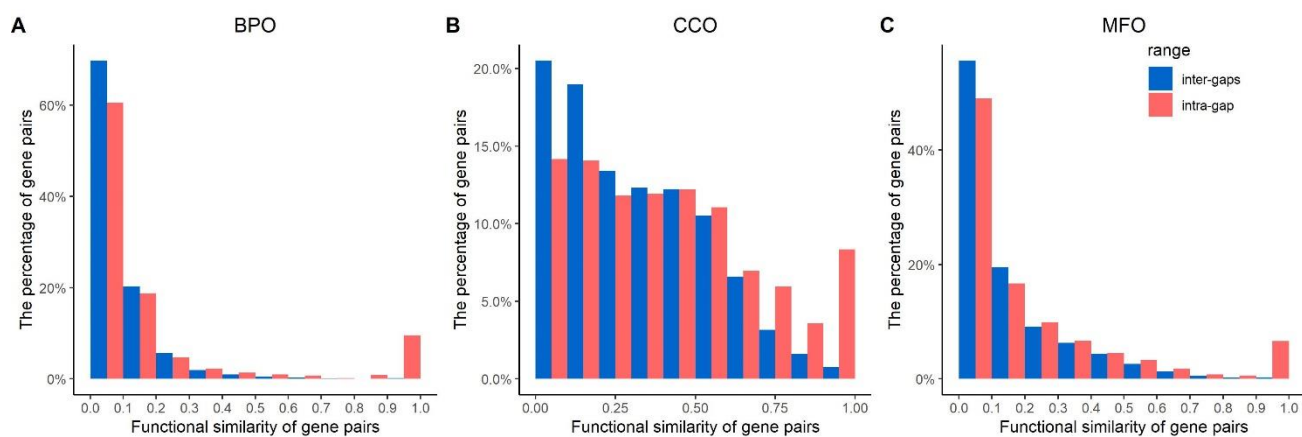 A
BPO
The percentage of gene pairs
60%
40%
20%
0%
0.0 0.1 0.2 0.3 0.4 0.5 0.6 0.7 0.8 0.9 1.0
Functional similarity of gene pairs
B
CCO
The percentage of gene pairs
20.0%
15.0%
10.0%
5.0%
0.0%
0.00 0.25 0.50 0.75 1.00
Functional similarity of gene pairs
C
MFO
range
inter-gaps
intra-gap
The percentage of gene pairs
40%
20%
0%
0.0 0.1 0.2 0.3 0.4 0.5 0.6 0.7 0.8 0.9 1.0
Functional similarity of gene pairs